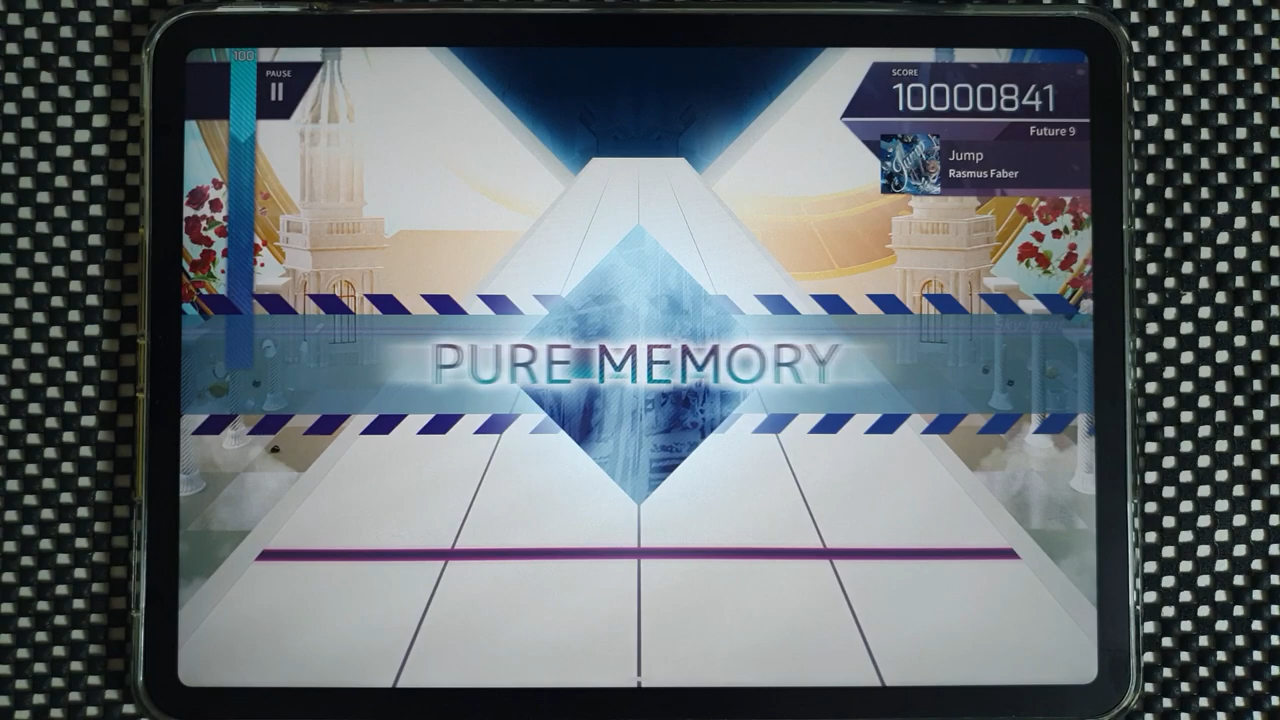 100
PAUSE
SCORE
10000841
Future 9
Jump
Rasmus Faber
PURE MEMORY